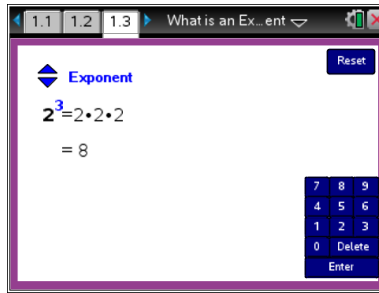 1.1 1.2 1.3 What is an Ex...ent
Reset
Exponent
2³=2•2•2
= 8
7 8 9
4 5 6
1 2 3
0 Delete
Enter